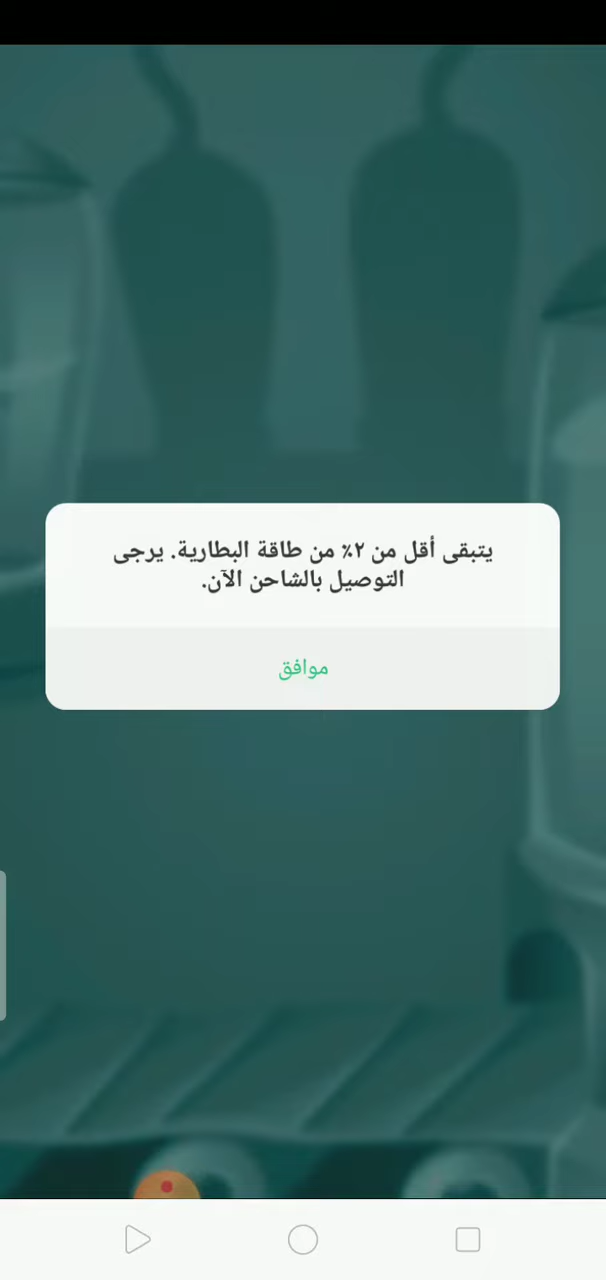 يتبقى أقل من ٢٪ من طاقة البطارية. يرجى
التوصيل بالشاحن الآن.
موافق